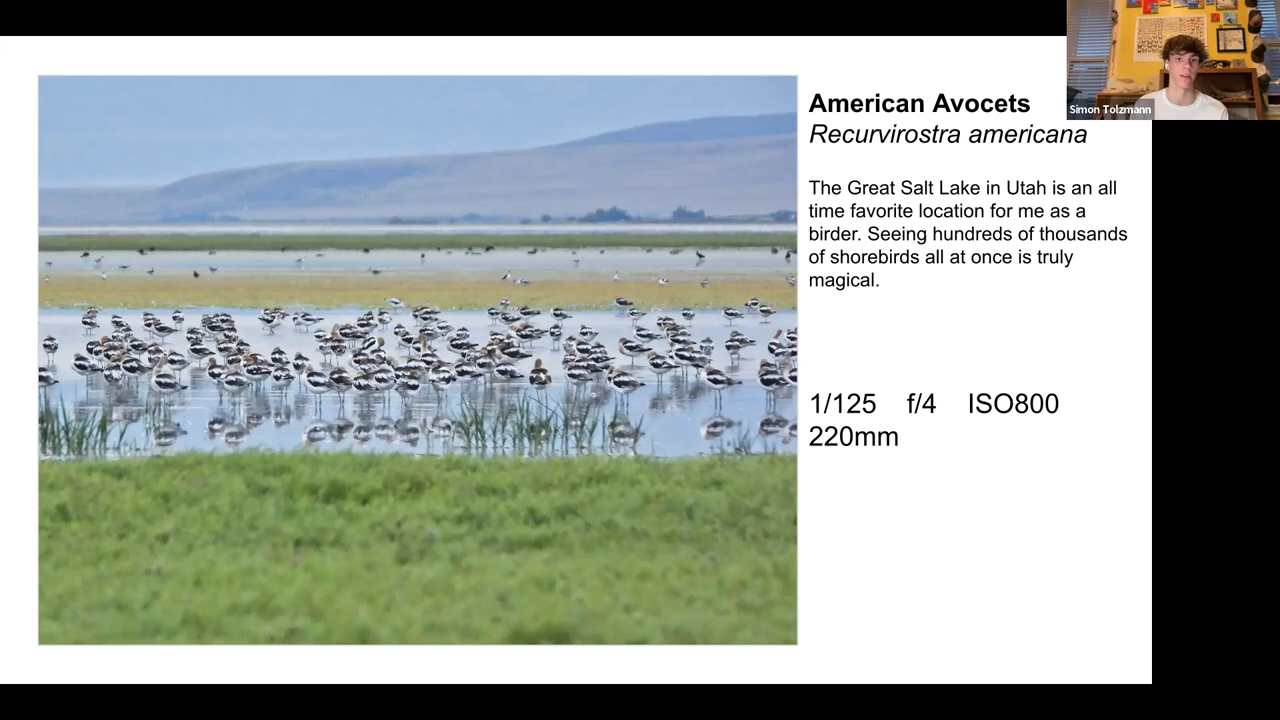 American Avocets
Recurvirostra americana
The Great Salt Lake in Utah is an all
time favorite location for me as a
birder. Seeing hundreds of thousands
of shorebirds all at once is truly
magical.
1/125 f/4 ISO800
220mm
Simon Tolzmann